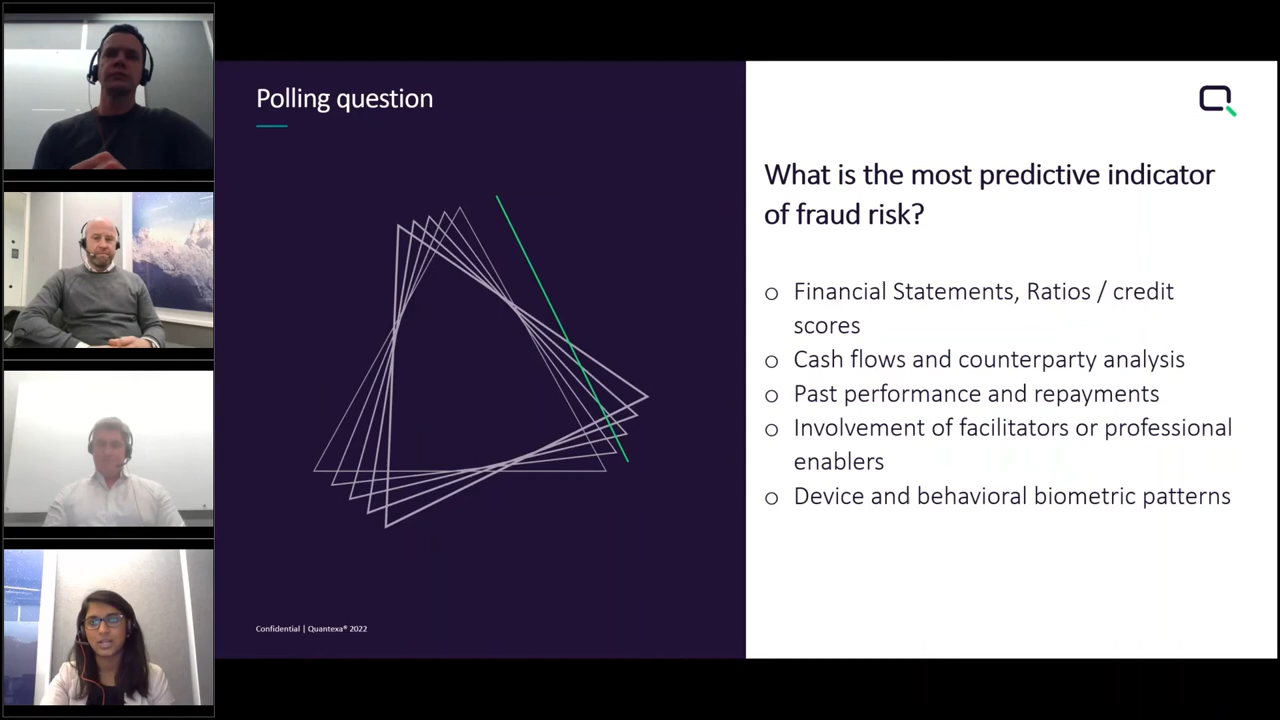 Polling question
What is the most predictive indicator
of fraud risk?
o Financial Statements, Ratios / credit
scores
o Cash flows and counterparty analysis
o Past performance and repayments
o Involvement of facilitators or professional
enablers
o Device and behavioral biometric patterns
Confidential | Quantexa® 2022